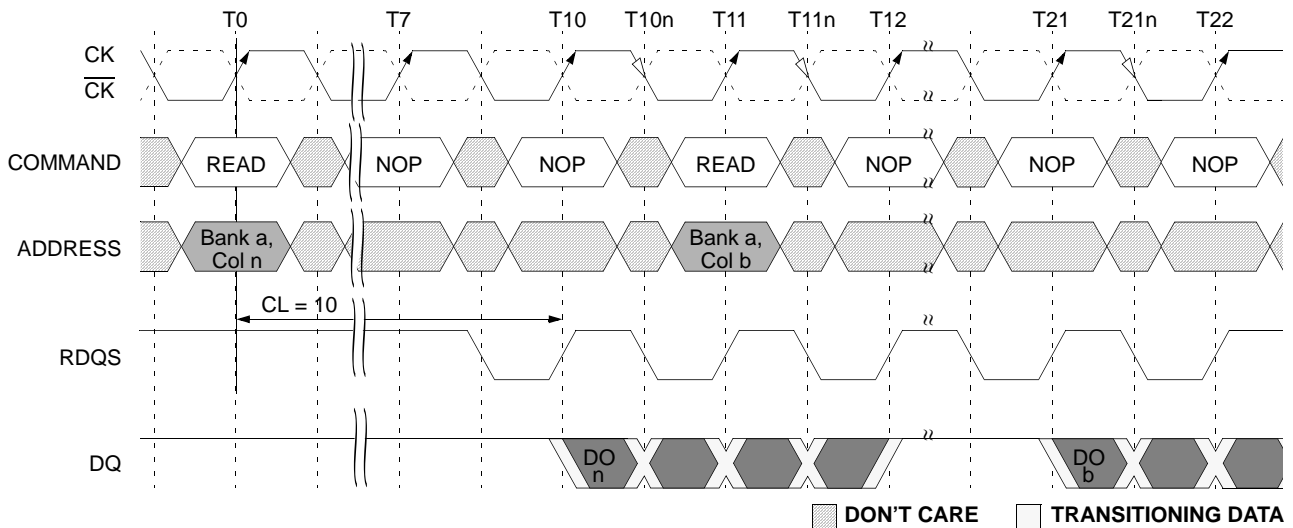 T0 T7 T10 T10n T11 T11n T12 T21 T21n T22
CK
CK
COMMAND READ NOP NOP READ NOP NOP NOP
ADDRESS Bank a, Col n Bank a, Col b
CL = 10
RDQS
DQ DO n DO b
DON'T CARE TRANSITIONING DATA